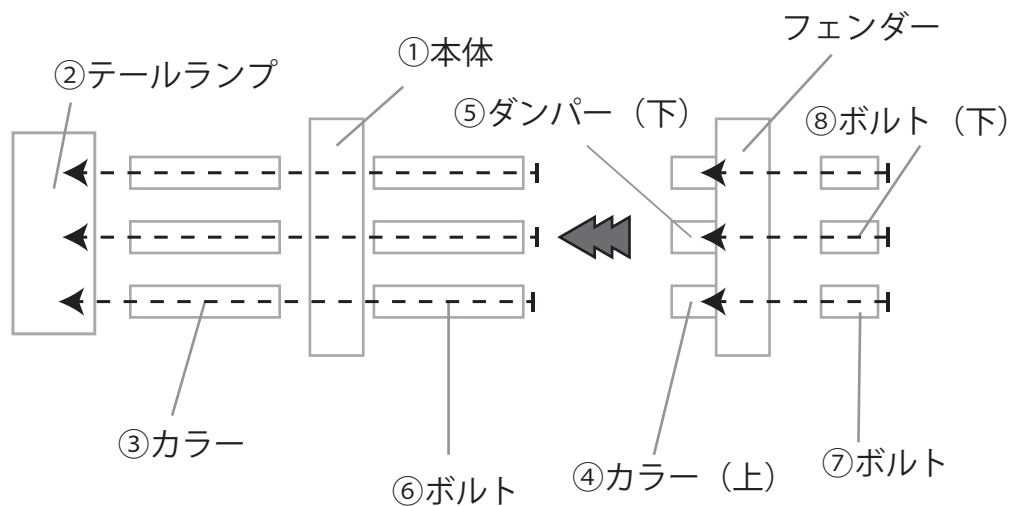 フェンダー
①本体
②テールランプ
⑤ダンパー（下）
⑧ボルト（下）
③カラー
⑥ボルト
④カラー（上）
⑦ボルト